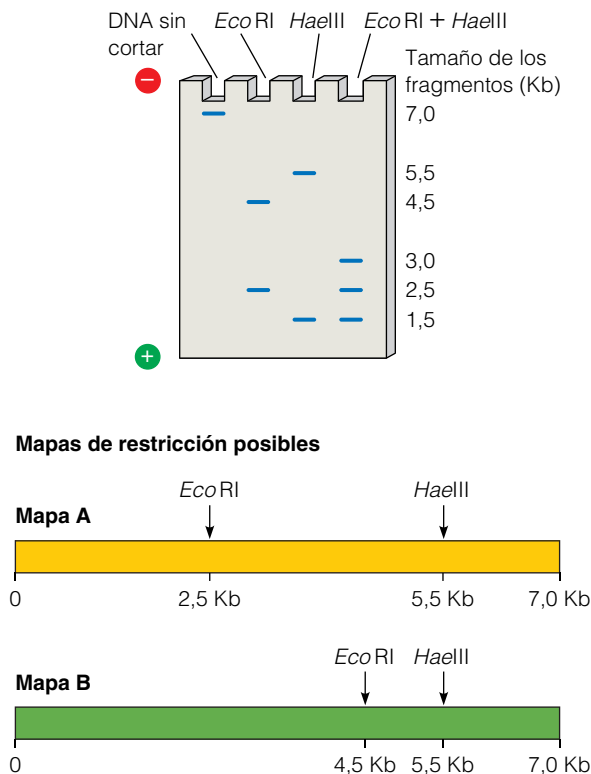 DNA sin cortar
EcoRI
HaeIII
EcoRI + HaeIII
Tamaño de los
fragmentos (Kb)
−
7,0
5,5
4,5
3,0
2,5
1,5
+
Mapas de restricción posibles
EcoRI
HaeIII
Mapa A
0
2,5 Kb
5,5 Kb
7,0 Kb
EcoRI
HaeIII
Mapa B
0
4,5 Kb
5,5 Kb
7,0 Kb